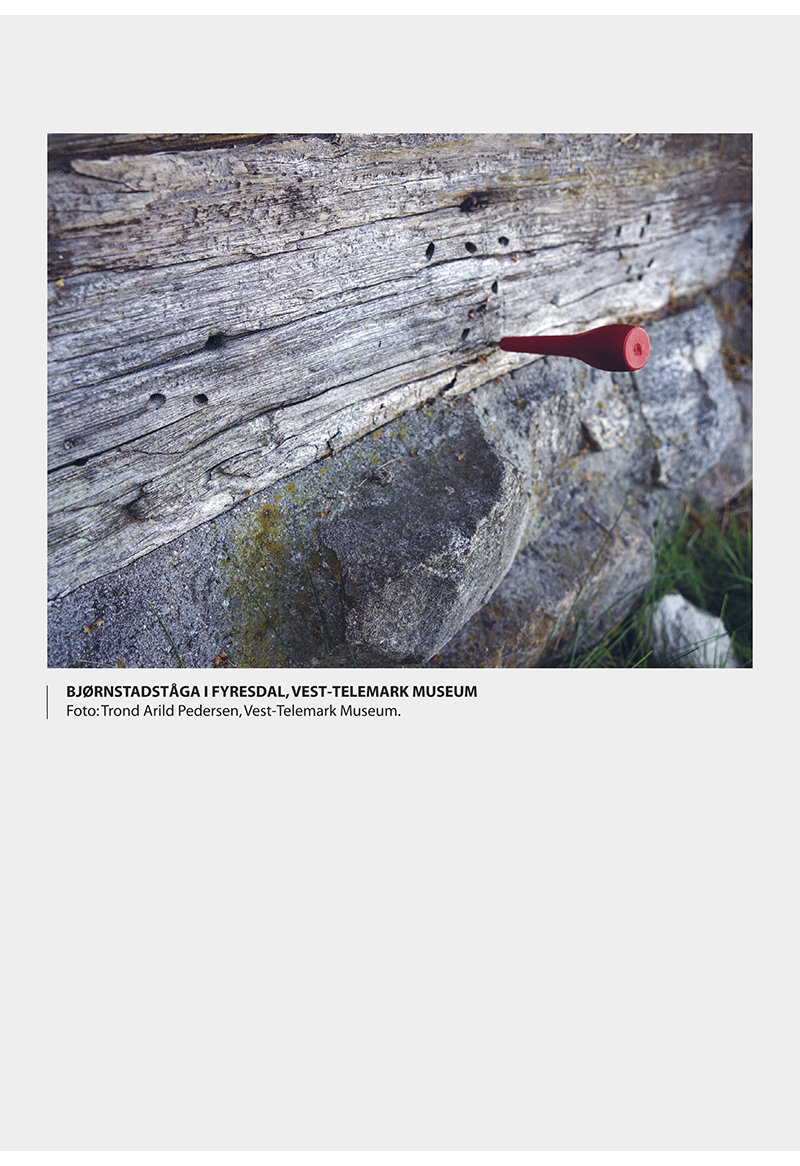 BJØRNSTADSTÅGA I FYRESDAL, VEST-TELEMARK MUSEUM
Foto: Trond Arild Pedersen, Vest-Telemark Museum.